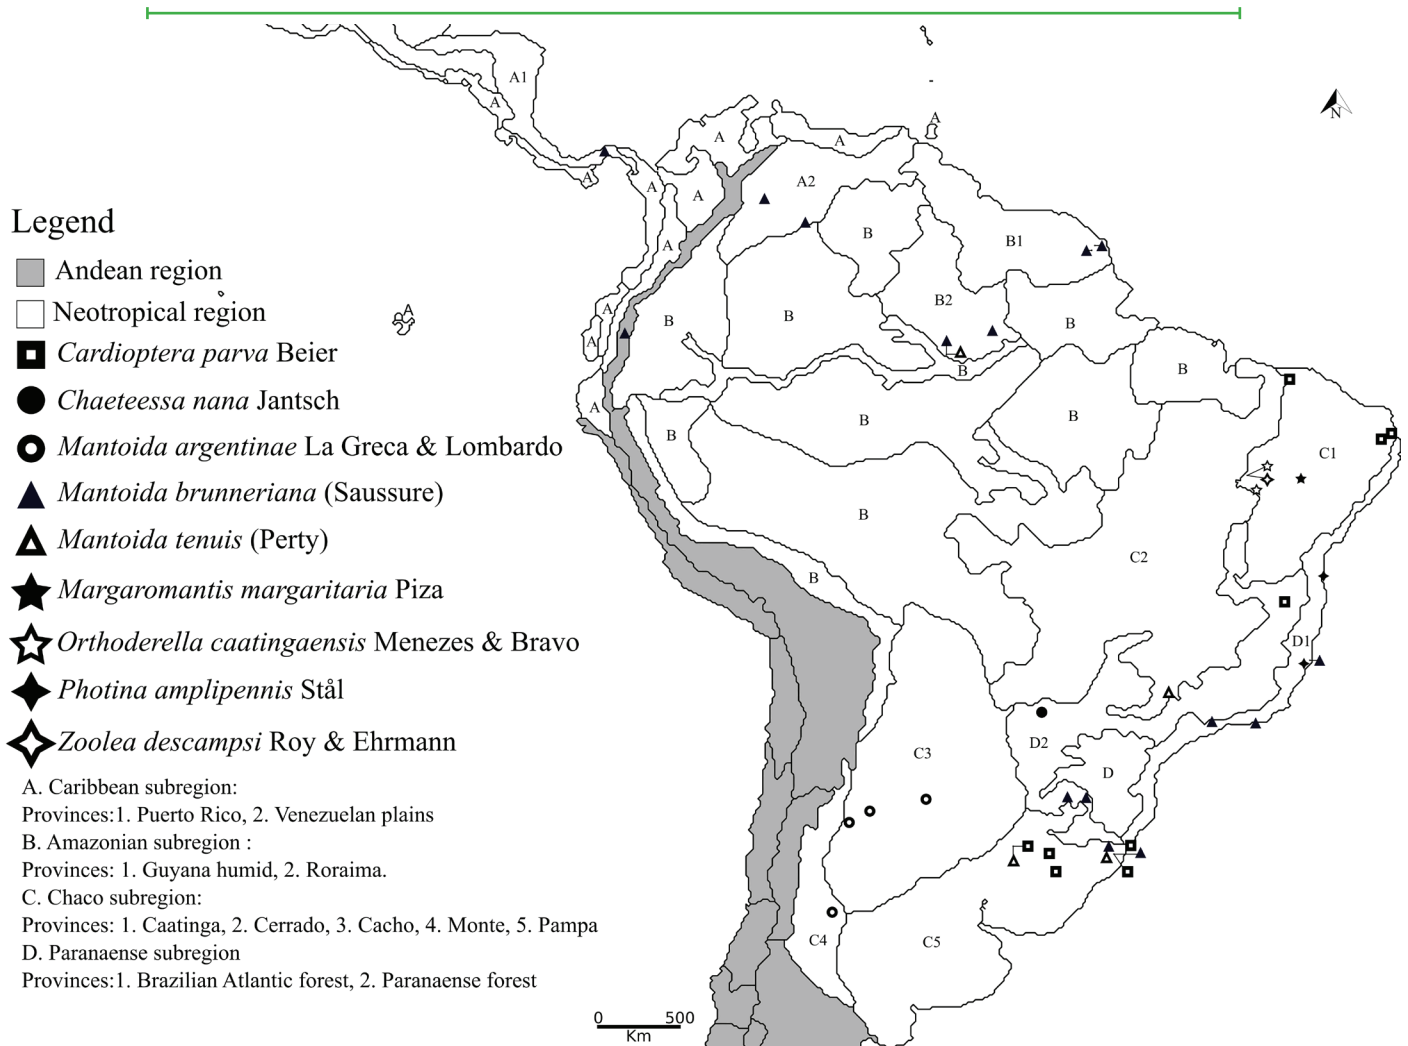 Legend
Andean region
Neotropical region
Cardioptera parva Beier
Chaeteessa nana Jantsch
Mantoida argentinae La Greca & Lombardo
Mantoida brunneriana (Saussure)
Mantoida tenuis (Perty)
Margaromantis margaritaria Piza
Orthoderella caatingaensis Menezes & Bravo
Photina amplipennis Stål
Zoolea descampsi Roy & Ehrmann
A. Caribbean subregion:
Provinces:1. Puerto Rico, 2. Venezuelan plains
B. Amazonian subregion :
Provinces: 1. Guyana humid, 2. Roraima.
C. Chaco subregion:
Provinces: 1. Caatinga, 2. Cerrado, 3. Cacho, 4. Monte, 5. Pampa
D. Paranaense subregion
Provinces:1. Brazilian Atlantic forest, 2. Paranaense forest
A1
A
A
A
A
N
A
A
A
A2
A
B
B1
A
B2
A
A
B
B
B
A
B
B
A
B
B
B
C1
B
C2
B
D1
D2
C3
D
C4
C5
0 500
Km